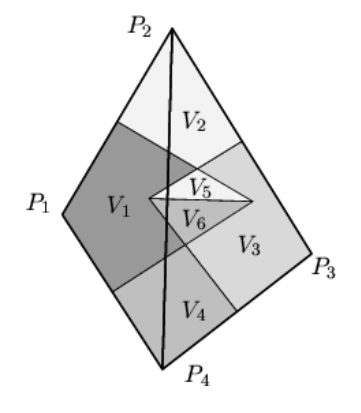 P₂
V₂
V₅
P₁
V₁
V₆
V₃
P₃
V₄
P₄